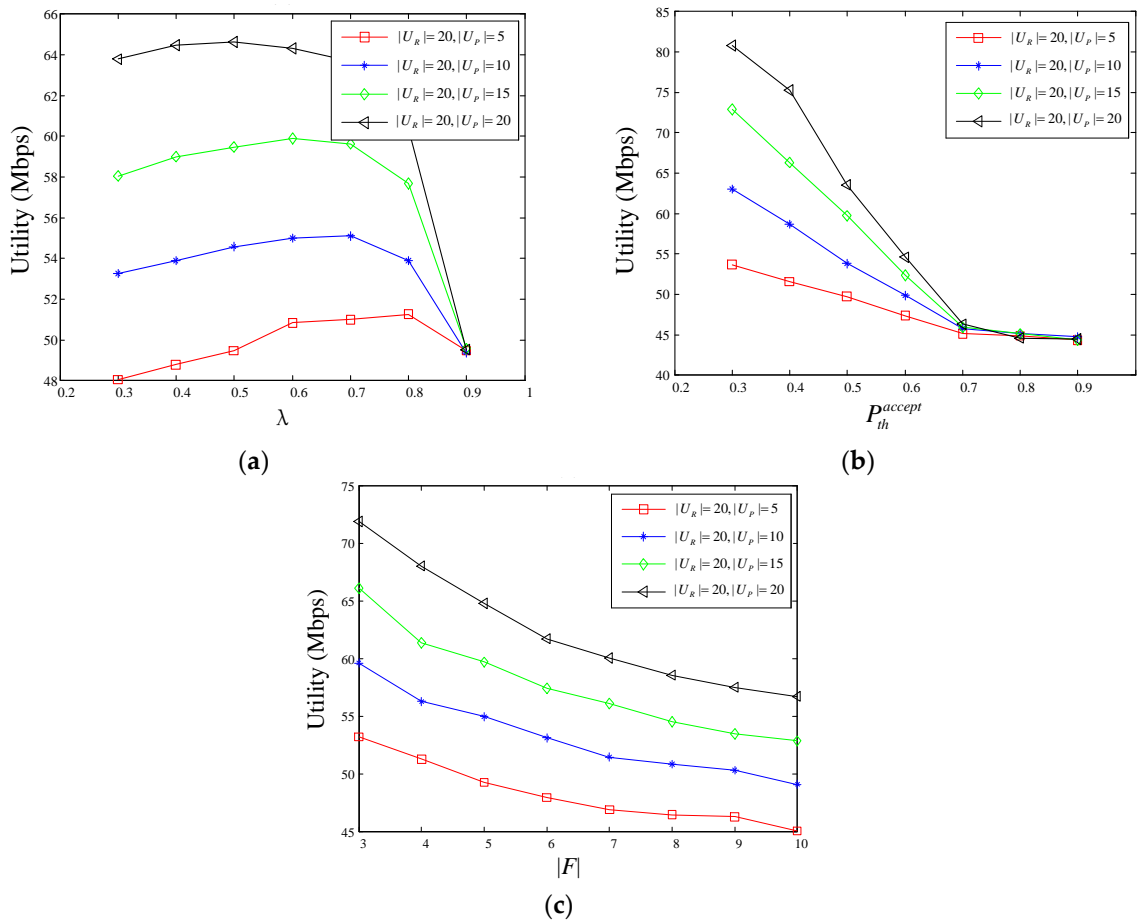 66
64
62
60
58
56
54
52
50
48
0.2 0.3 0.4 0.5 0.6 0.7 0.8 0.9 1
Utility (Mbps)
λ
|U_R|=20,|U_P|=5
|U_R|=20,|U_P|=10
|U_R|=20,|U_P|=15
|U_R|=20,|U_P|=20
(a)
85
80
75
70
65
60
55
50
45
40
0.2 0.3 0.4 0.5 0.6 0.7 0.8 0.9
Utility (Mbps)
P_th^accept
|U_R|=20,|U_P|=5
|U_R|=20,|U_P|=10
|U_R|=20,|U_P|=15
|U_R|=20,|U_P|=20
(b)
75
70
65
60
55
50
45
3 4 5 6 7 8 9 10
Utility (Mbps)
|F|
|U_R|=20,|U_P|=5
|U_R|=20,|U_P|=10
|U_R|=20,|U_P|=15
|U_R|=20,|U_P|=20
(c)